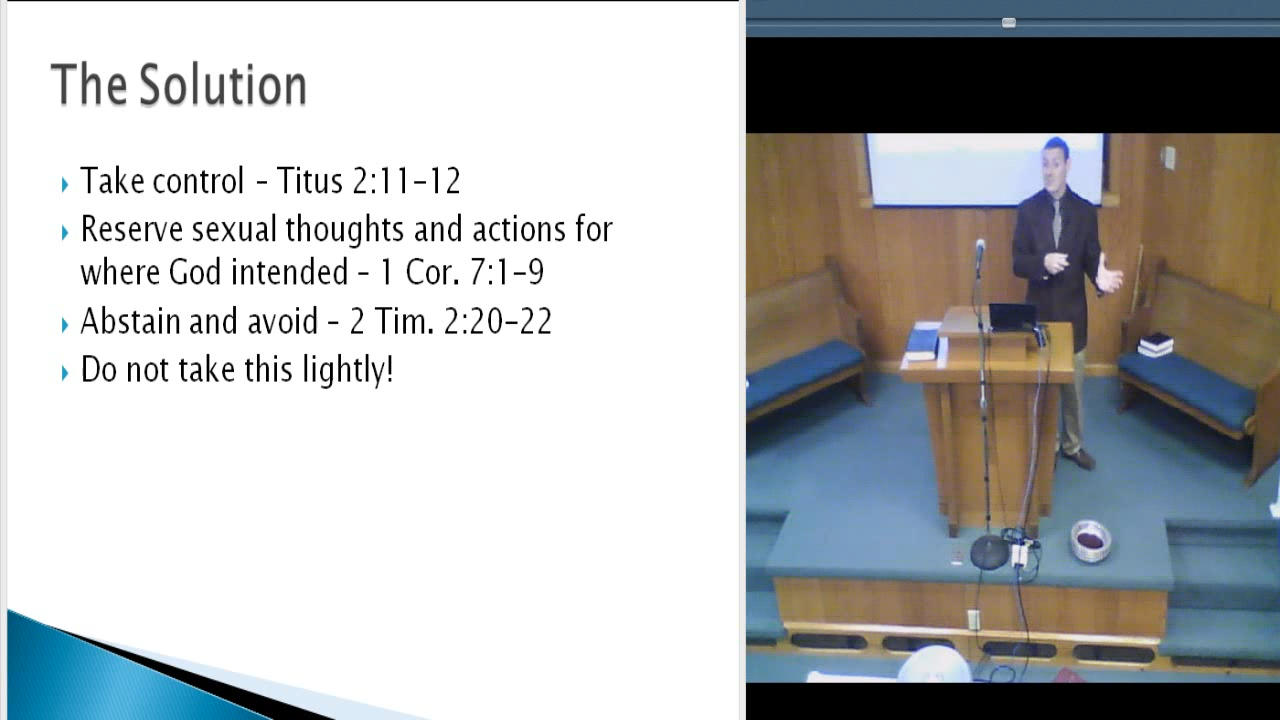 The Solution
Take control – Titus 2:11–12
Reserve sexual thoughts and actions for
where God intended – 1 Cor. 7:1–9
Abstain and avoid – 2 Tim. 2:20–22
Do not take this lightly!